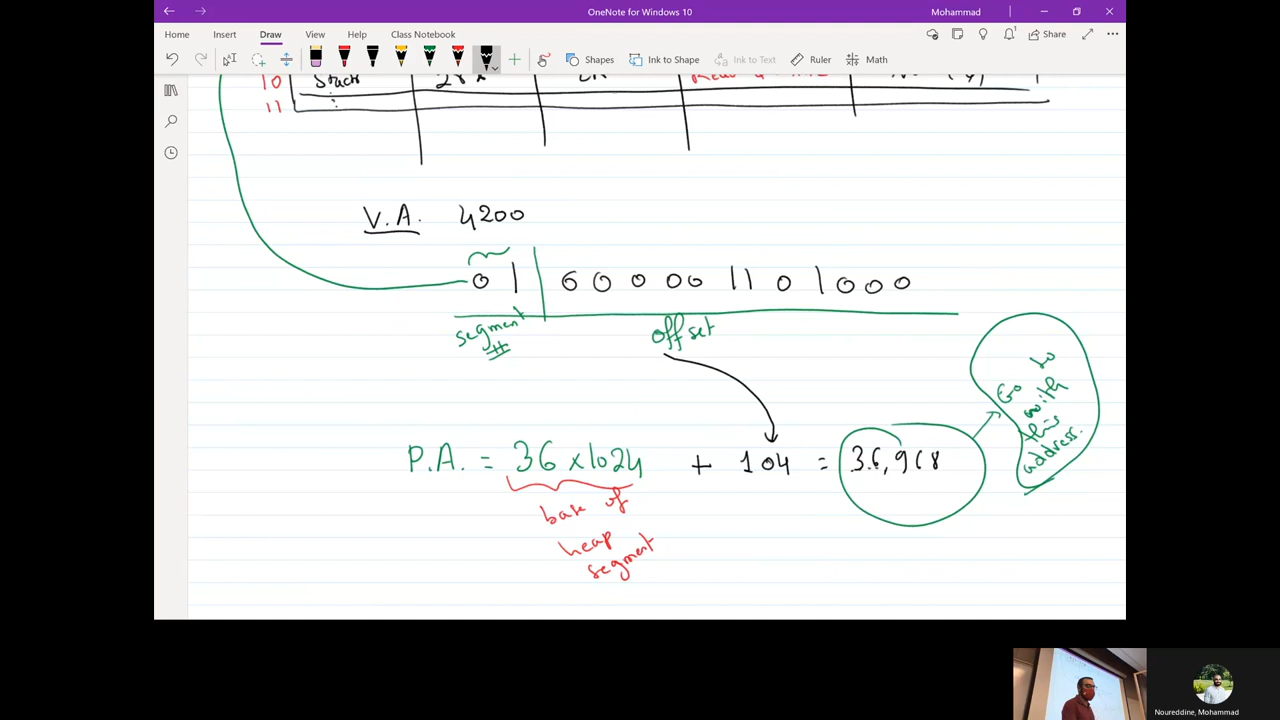 OneNote for Windows 10
Mohammad
Home Insert Draw View Help Class Notebook
Share
Shapes Ink to Shape Ink to Text Ruler Math
10 Stack 28K
11
V.A. 4200
0 1 0 0 0 0 0 1 1 0 1 0 0 0
segment offset
#
P.A. = 36 x 1024 + 104 = 36,968
base of
heap
segment
Go to
with
this
address.
Noureddine, Mohammad